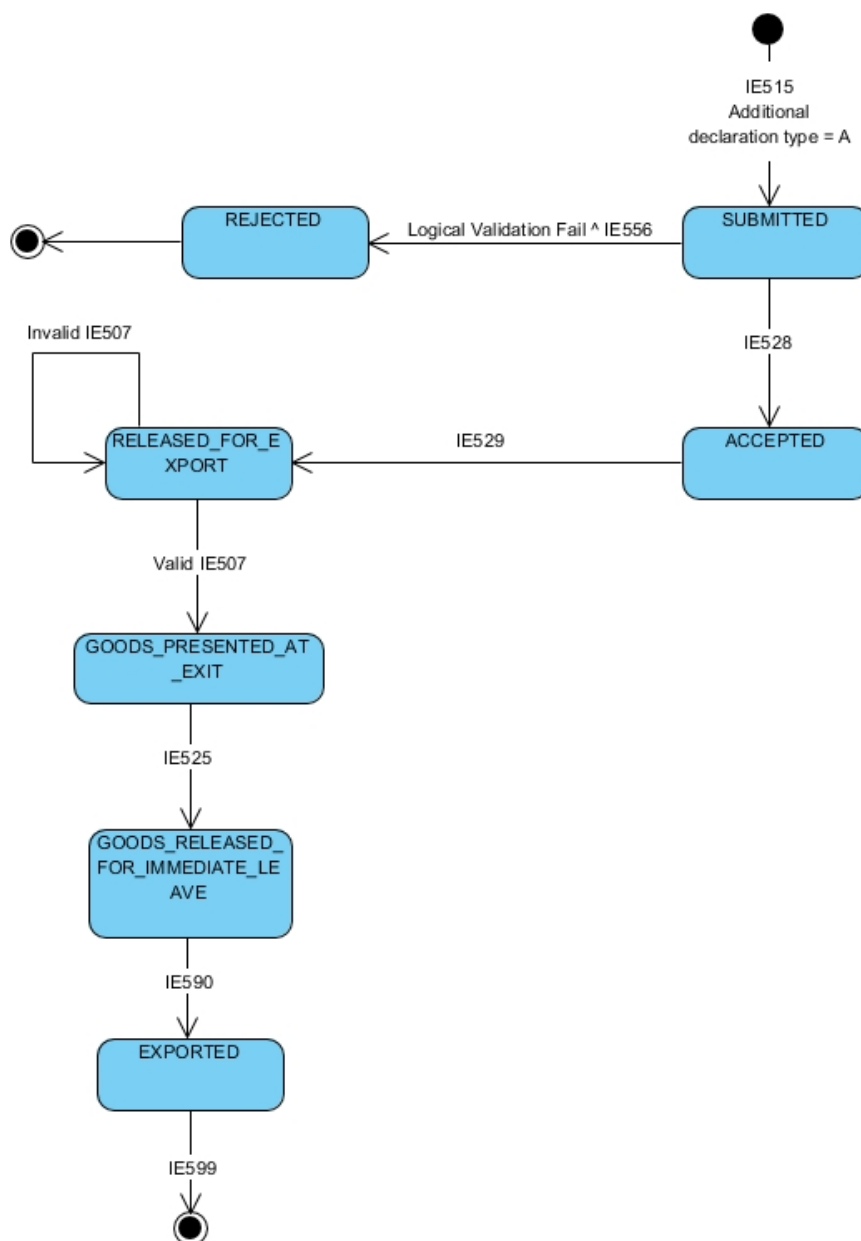 IE515
Additional
declaration type = A
REJECTED
Logical Validation Fail ^ IE556
SUBMITTED
Invalid IE507
IE528
RELEASED_FOR_E
XPORT
IE529
ACCEPTED
Valid IE507
GOODS_PRESENTED_AT
_EXIT
IE525
GOODS_RELEASED_
FOR_IMMEDIATE_LE
AVE
IE590
EXPORTED
IE599